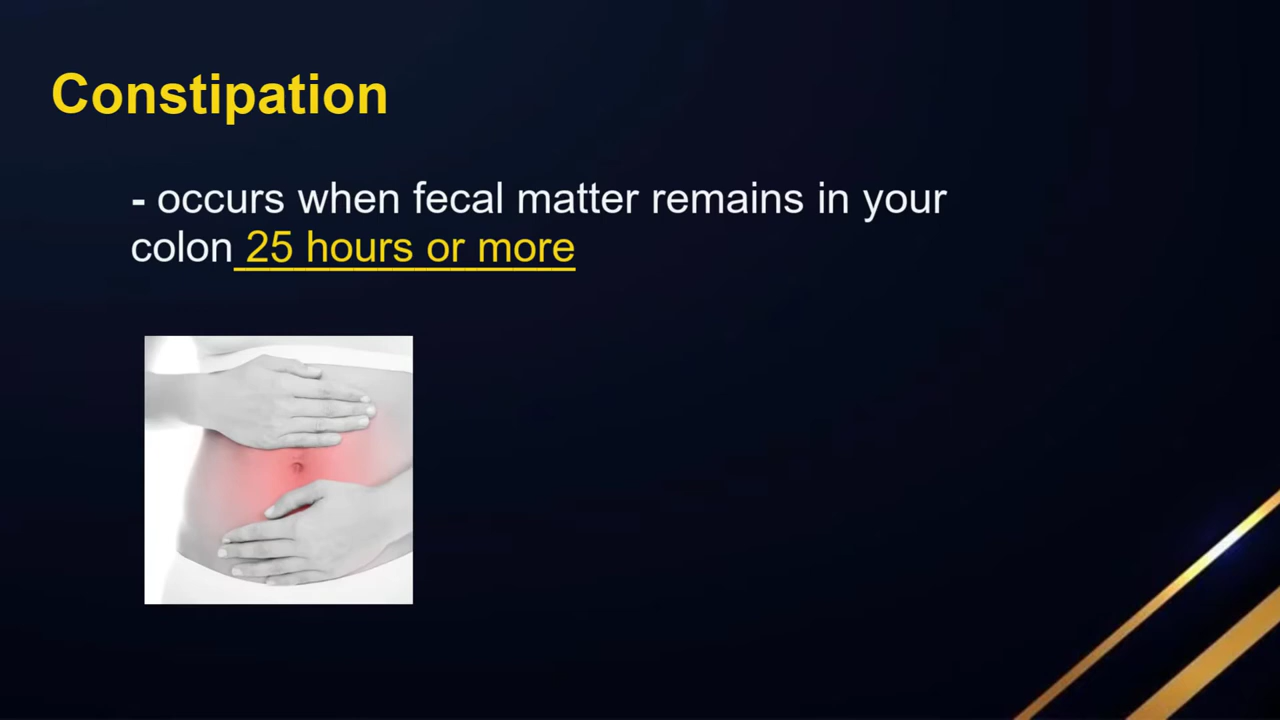 Constipation
- occurs when fecal matter remains in your
colon 25 hours or more